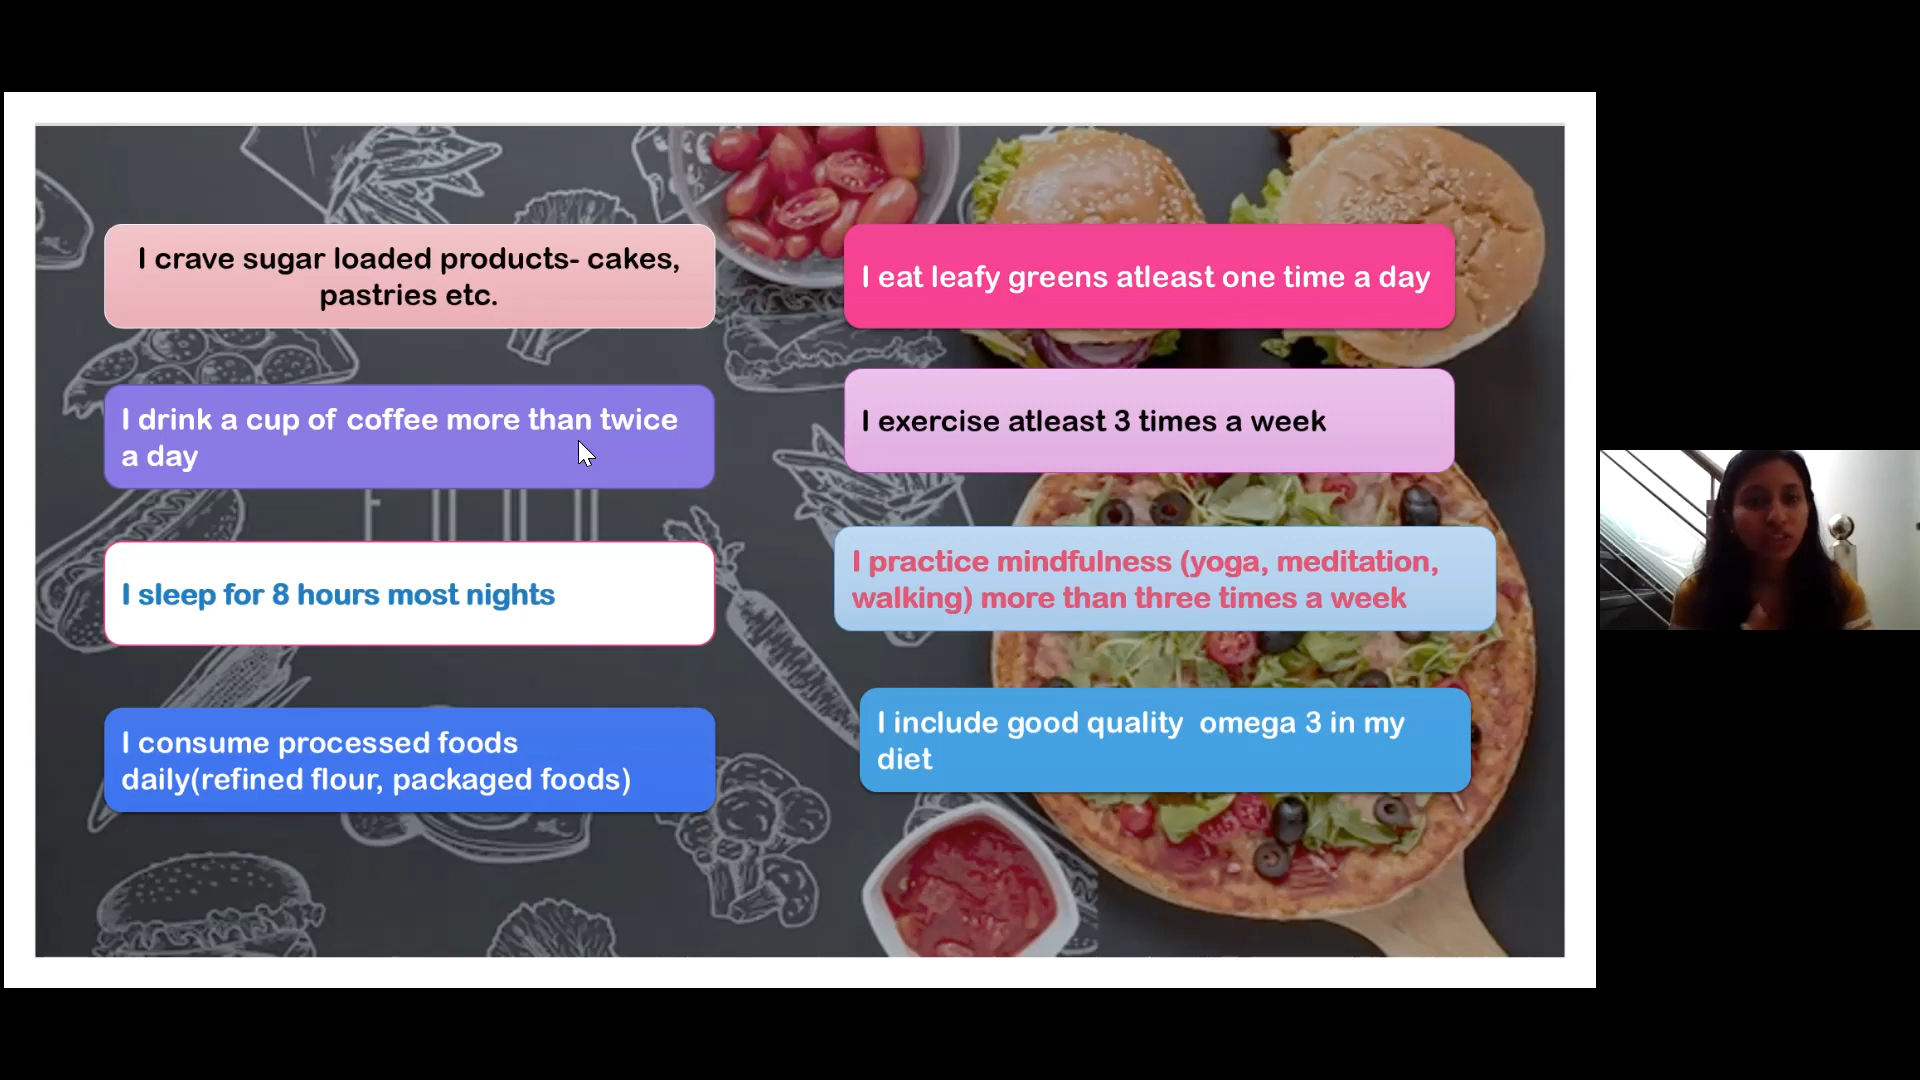 I crave sugar loaded products- cakes,
pastries etc.
I drink a cup of coffee more than twice
a day
I sleep for 8 hours most nights
I consume processed foods
daily(refined flour, packaged foods)
I eat leafy greens atleast one time a day
I exercise atleast 3 times a week
I practice mindfulness (yoga, meditation,
walking) more than three times a week
I include good quality  omega 3 in my
diet